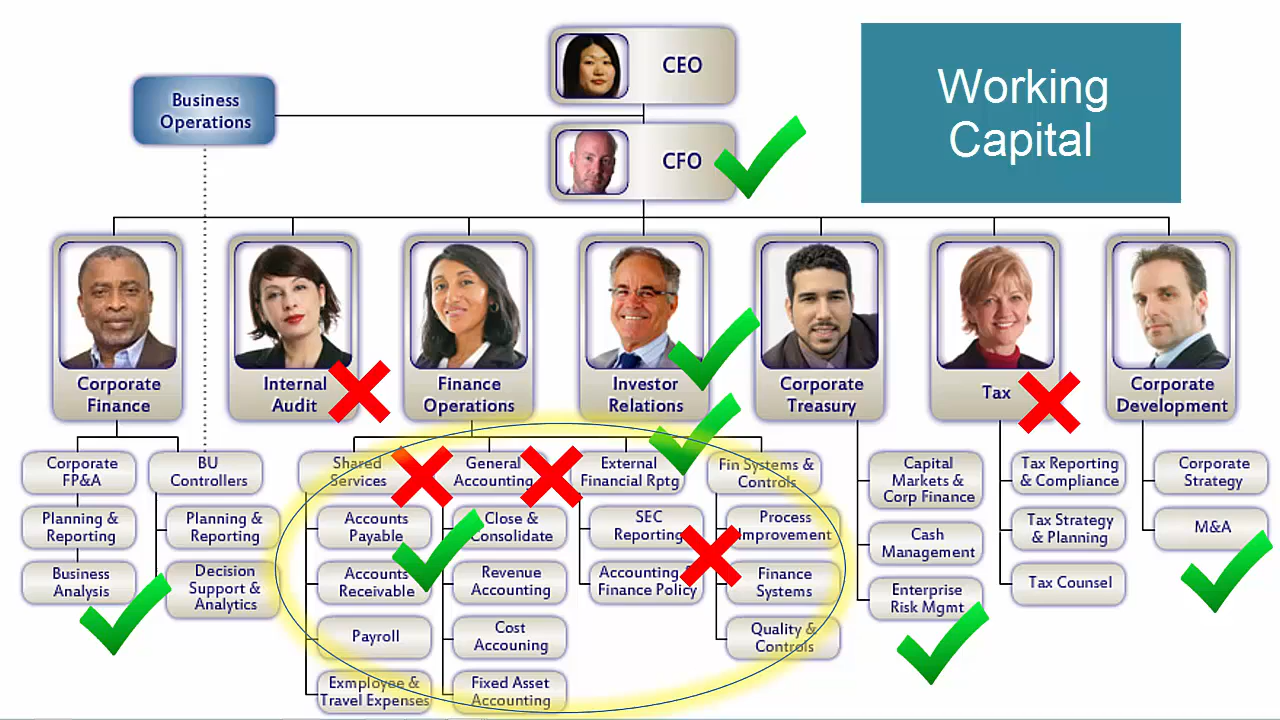 CEO
Working
Capital
Business
Operations
CFO
Corporate
Finance
Internal
Audit
Finance
Operations
Investor
Relations
Corporate
Treasury
Tax
Corporate
Development
Corporate
FP&A
BU
Controllers
Shared
Services
General
Accounting
External
Financial Rptg
Fin Systems &
Controls
Capital
Markets &
Corp Finance
Tax Reporting
& Compliance
Corporate
Strategy
Planning &
Reporting
Planning &
Reporting
Accounts
Payable
Close &
Consolidate
SEC
Reporting
Process
Improvement
Cash
Management
Tax Strategy
& Planning
M&A
Business
Analysis
Decision
Support &
Analytics
Accounts
Receivable
Revenue
Accounting
Accounting &
Finance Policy
Finance
Systems
Enterprise
Risk Mgmt
Tax Counsel
Payroll
Cost
Accouning
Quality &
Controls
Exmployee &
Travel Expenses
Fixed Asset
Accounting